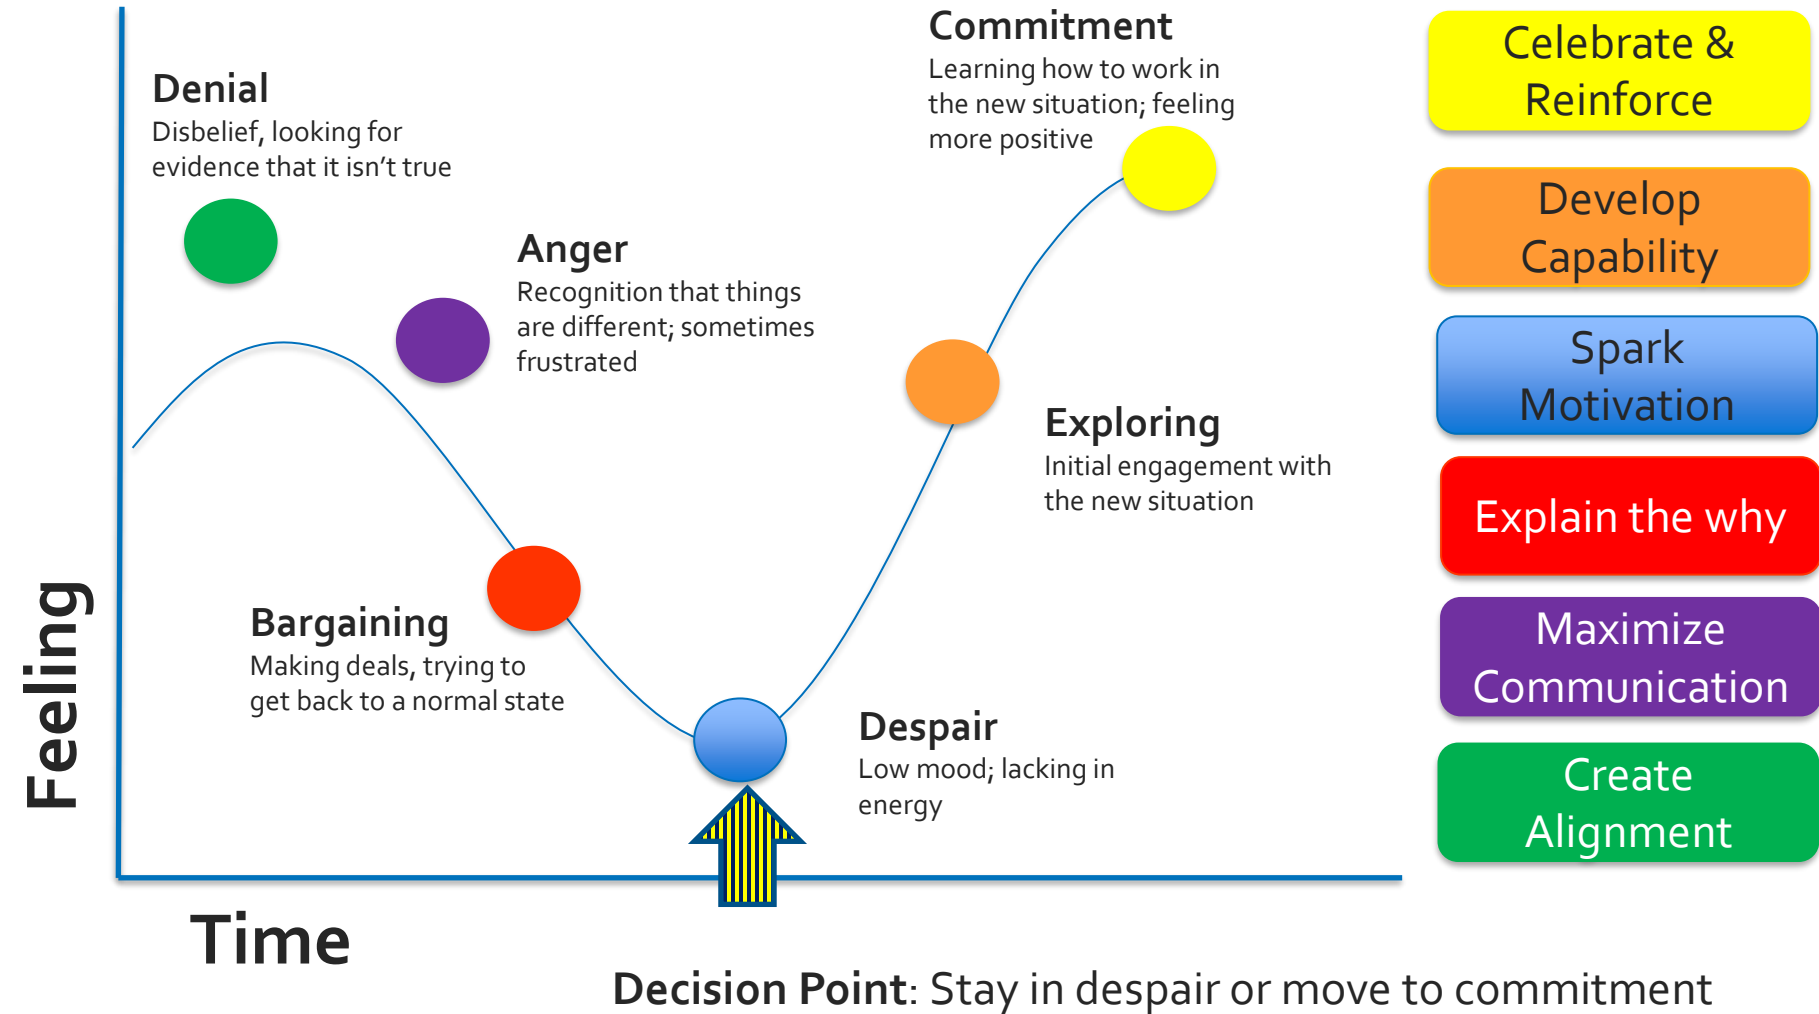 Denial
Disbelief, looking for
evidence that it isn't true
Anger
Recognition that things
are different; sometimes
frustrated
Bargaining
Making deals, trying to
get back to a normal state
Despair
Low mood; lacking in
energy
Exploring
Initial engagement with
the new situation
Commitment
Learning how to work in
the new situation; feeling
more positive
Celebrate &
Reinforce
Develop
Capability
Spark
Motivation
Explain the why
Maximize
Communication
Create
Alignment
Feeling
Time
Decision Point: Stay in despair or move to commitment